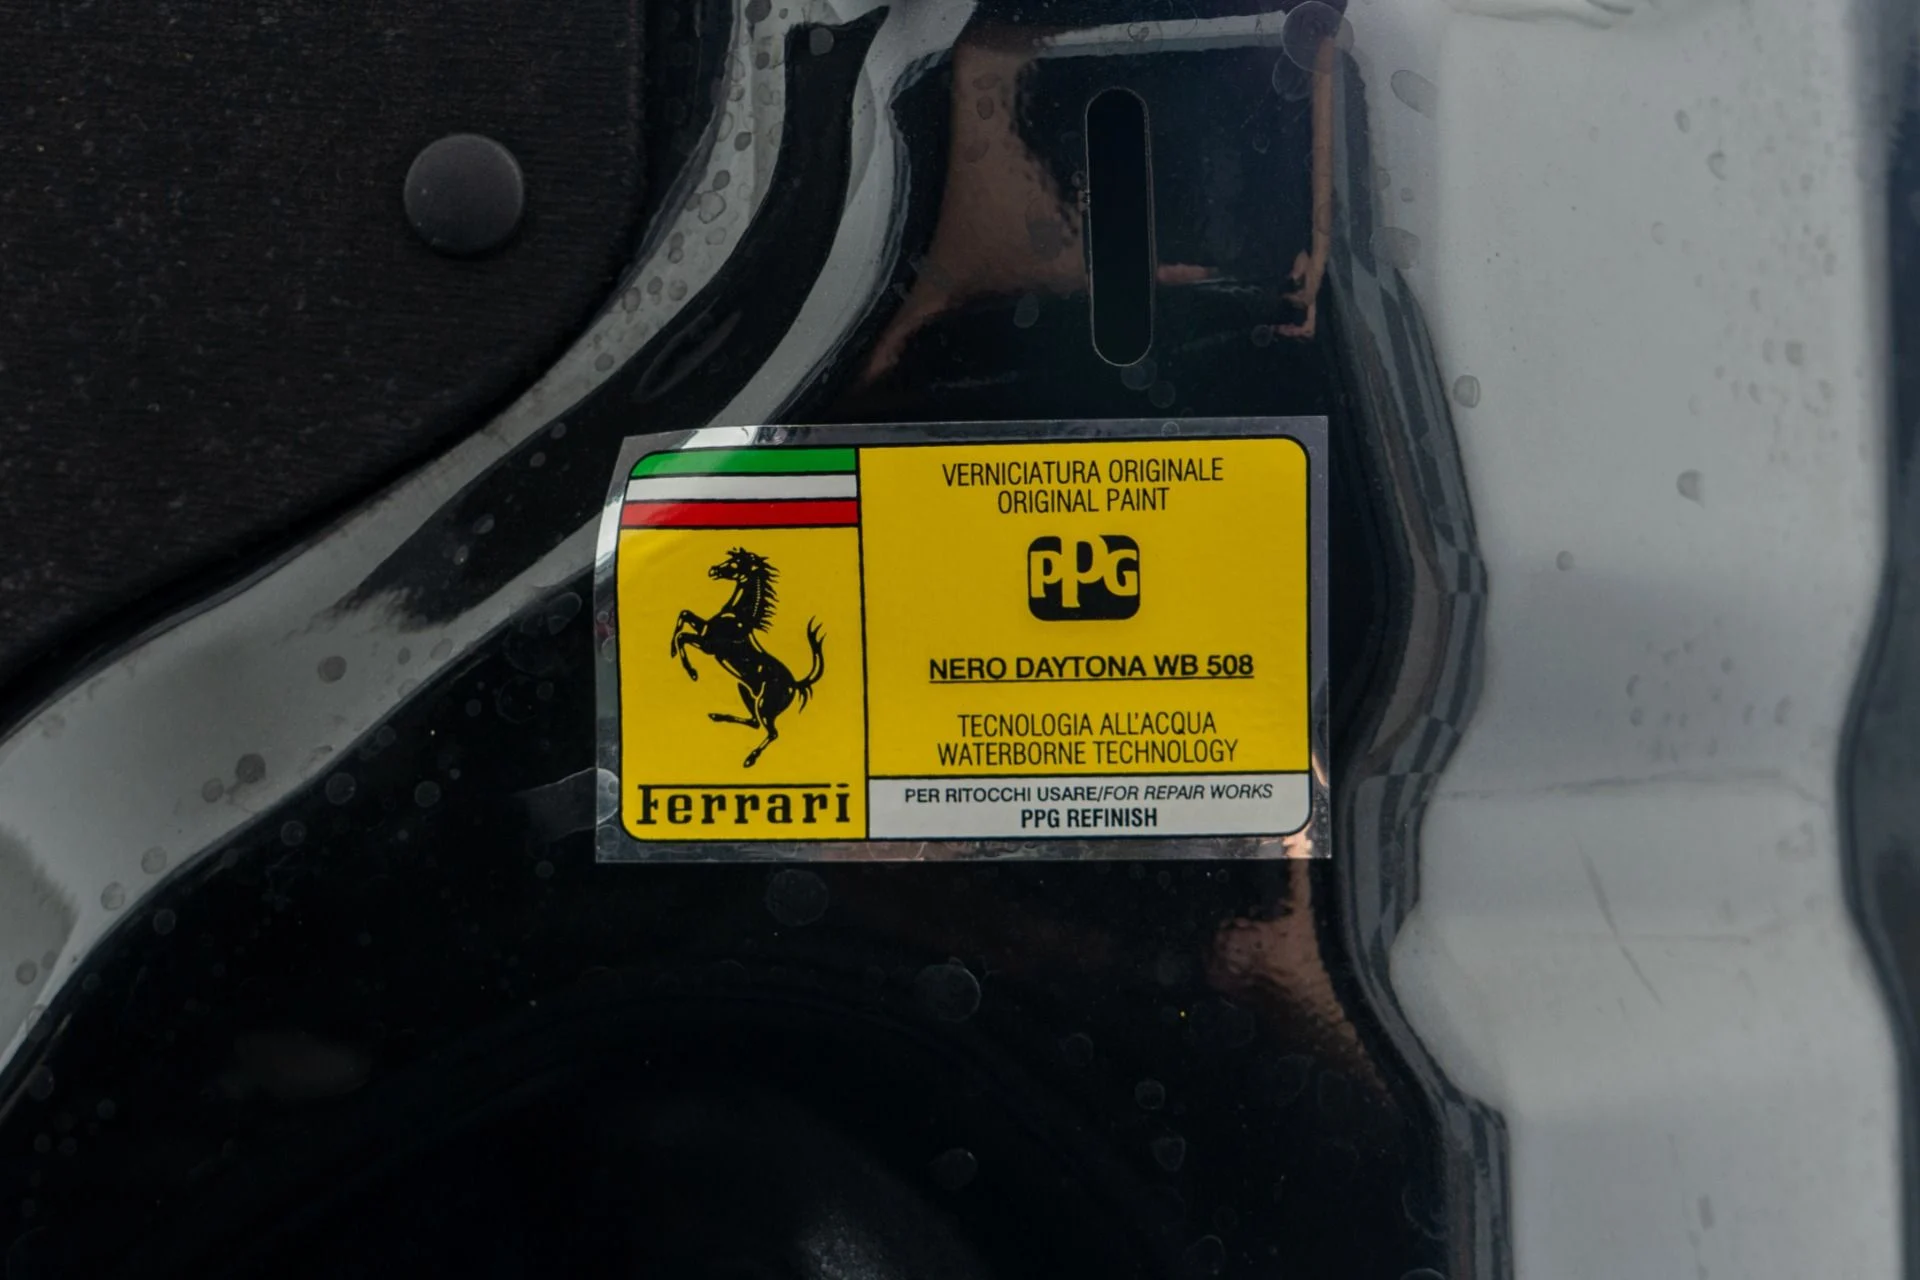 Ferrari
VERNICIATURA ORIGINALE
ORIGINAL PAINT
PPG
NERO DAYTONA WB 508
TECNOLOGIA ALL'ACQUA
WATERBORNE TECHNOLOGY
PER RITOCCHI USARE/FOR REPAIR WORKS
PPG REFINISH